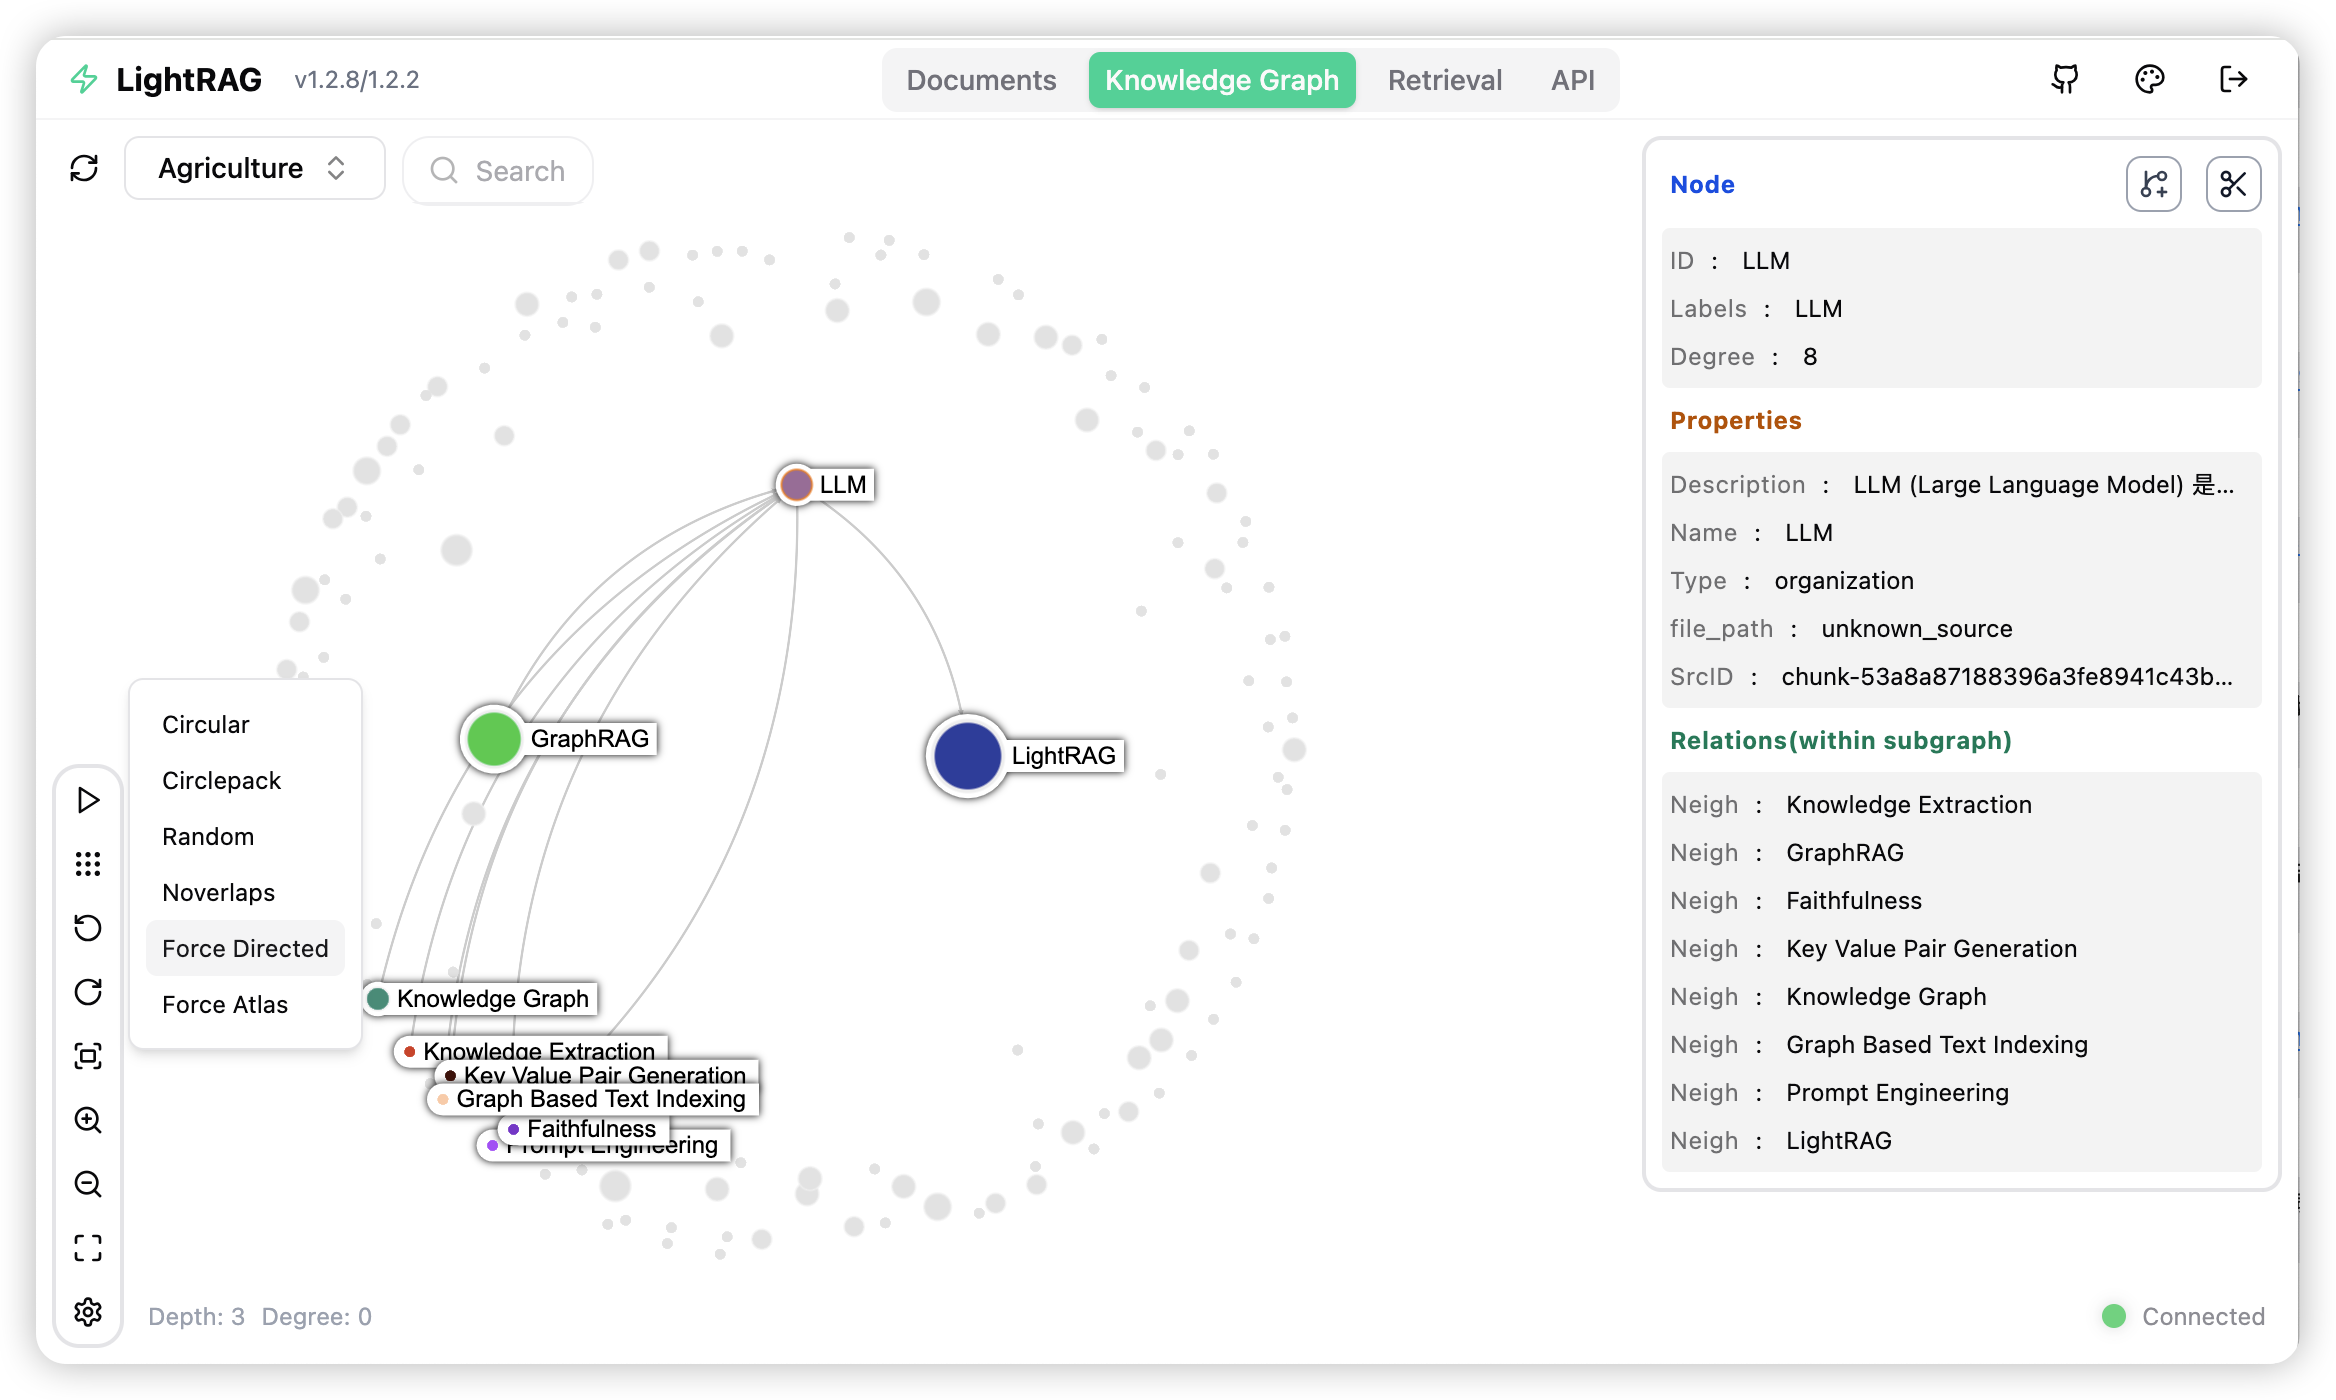 LightRAG v1.2.8/1.2.2
Documents Knowledge Graph Retrieval API
Agriculture
Search
LLM
GraphRAG
LightRAG
Knowledge Graph
Knowledge Extraction
Key Value Pair Generation
Graph Based Text Indexing
Faithfulness
Prompt Engineering
Circular
Circlepack
Random
Noverlaps
Force Directed
Force Atlas
Depth: 3 Degree: 0
Node
ID : LLM
Labels : LLM
Degree : 8
Properties
Description : LLM (Large Language Model) 是...
Name : LLM
Type : organization
file_path : unknown_source
SrcID : chunk-53a8a87188396a3fe8941c43b...
Relations(within subgraph)
Neigh : Knowledge Extraction
Neigh : GraphRAG
Neigh : Faithfulness
Neigh : Key Value Pair Generation
Neigh : Knowledge Graph
Neigh : Graph Based Text Indexing
Neigh : Prompt Engineering
Neigh : LightRAG
Connected